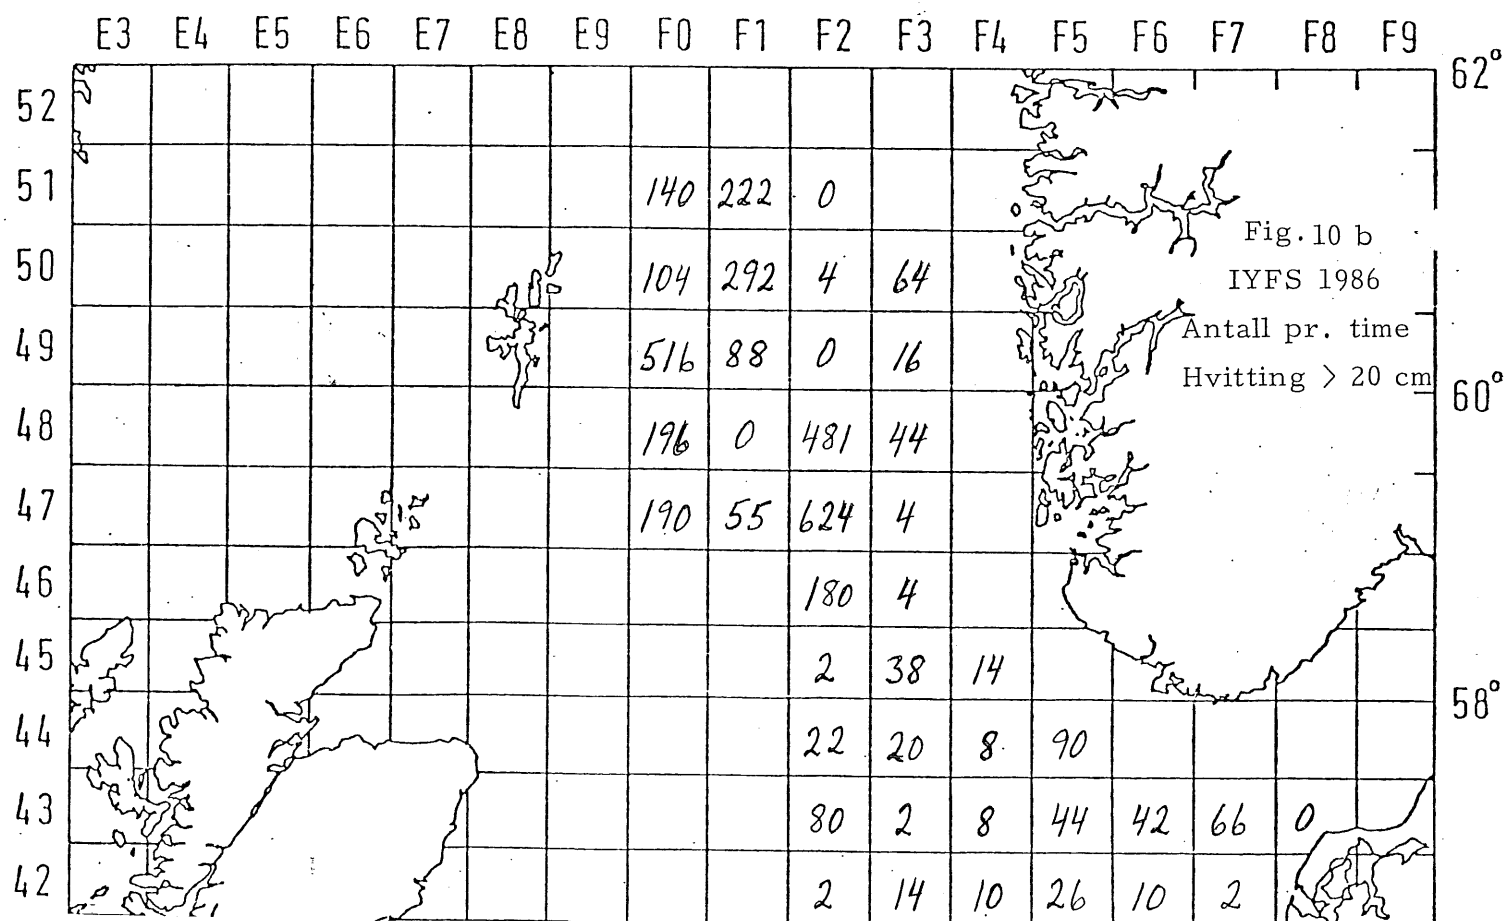 E3 E4 E5 E6 E7 E8 E9 F0 F1 F2 F3 F4 F5 F6 F7 F8 F9
62°
52
51 140 222 0
Fig. 10 b
50 104 292 4 64
IYFS 1986
Antall pr. time
49 516 88 0 16
Hvitting > 20 cm
60°
48 196 0 481 44
47 190 55 624 4
46 180 4
45 2 38 14
58°
44 22 20 8 90
43 80 2 8 44 42 66 0
42 2 14 10 26 10 2